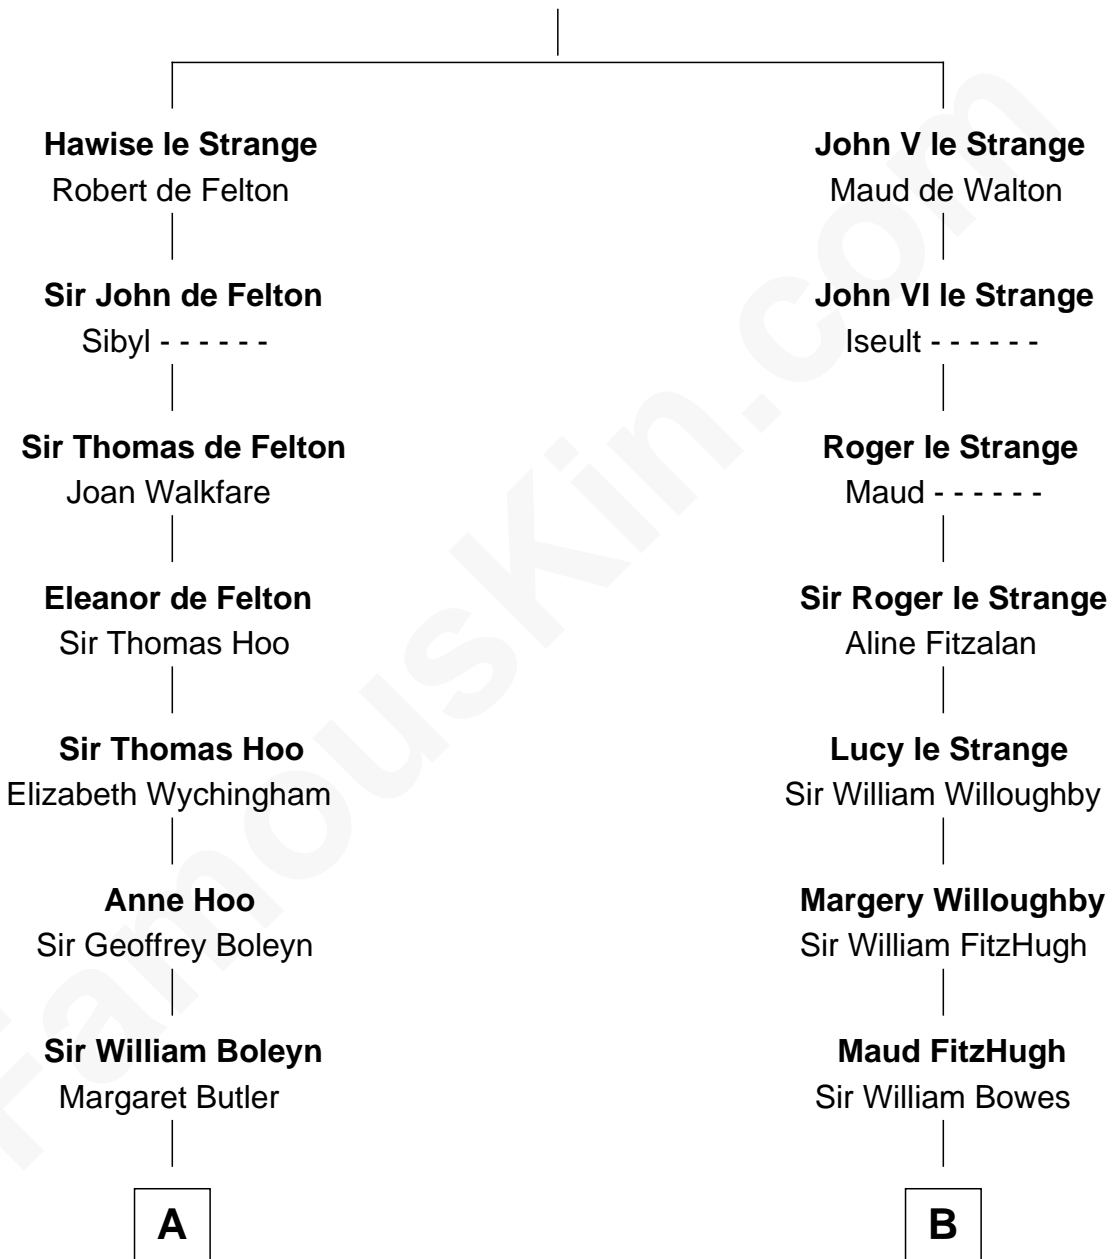 Hawise le Strange
Robert de Felton
Sir John de Felton
Sibyl - - - - - -
Sir Thomas de Felton
Joan Walkfare
Eleanor de Felton
Sir Thomas Hoo
Sir Thomas Hoo
Elizabeth Wychingham
Anne Hoo
Sir Geoffrey Boleyn
Sir William Boleyn
Margaret Butler
A
John V le Strange
Maud de Walton
John VI le Strange
Iseult - - - - - -
Roger le Strange
Maud - - - - - -
Sir Roger le Strange
Aline Fitzalan
Lucy le Strange
Sir William Willoughby
Margery Willoughby
Sir William FitzHugh
Maud FitzHugh
Sir William Bowes
B
FamousKin.com